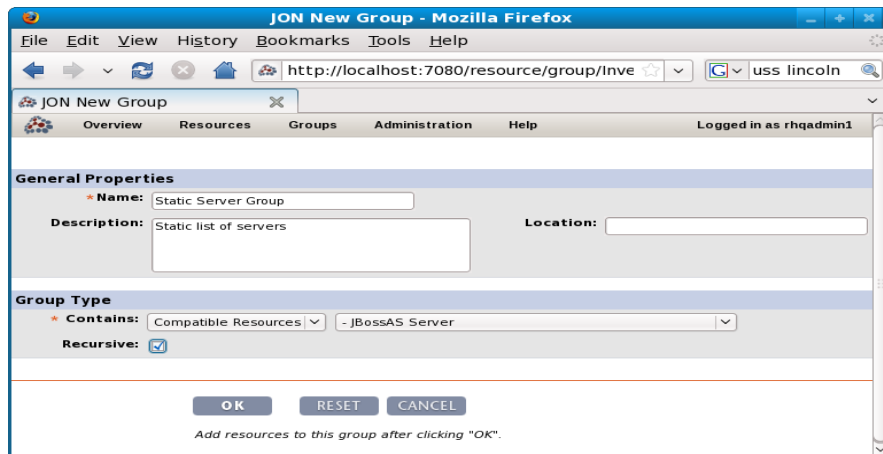 JON New Group - Mozilla Firefox
File Edit View History Bookmarks Tools Help
http://localhost:7080/resource/group/Inve G uss lincoln
JON New Group
Overview Resources Groups Administration Help Logged in as rhqadmin1
General Properties
* Name: Static Server Group
Description: Static list of servers Location:
Group Type
* Contains: Compatible Resources - JBossAS Server
Recursive:
OK RESET CANCEL
Add resources to this group after clicking "OK".